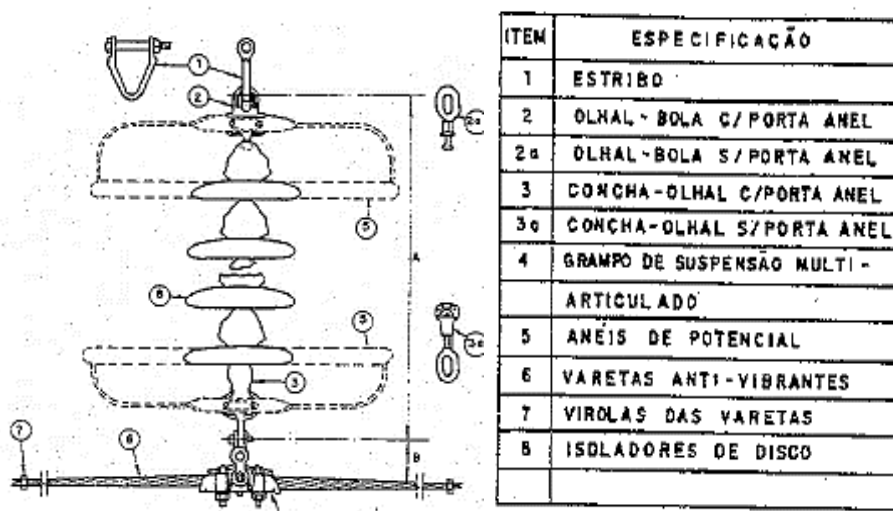 1
2
2a
5
A
8
3a
5
3
7
6
B
ITEM ESPECIFICAÇÃO
1 ESTRIBO
2 OLHAL-BOLA C/PORTA ANEL
2a OLHAL-BOLA S/PORTA ANEL
3 CONCHA-OLHAL C/PORTA ANEL
3a CONCHA-OLHAL S/PORTA ANEL
4 GRAMPO DE SUSPENSÃO MULTI-
ARTICULADO
5 ANÉIS DE POTENCIAL
6 VARETAS ANTI-VIBRANTES
7 VIROLAS DAS VARETAS
8 ISOLADORES DE DISCO